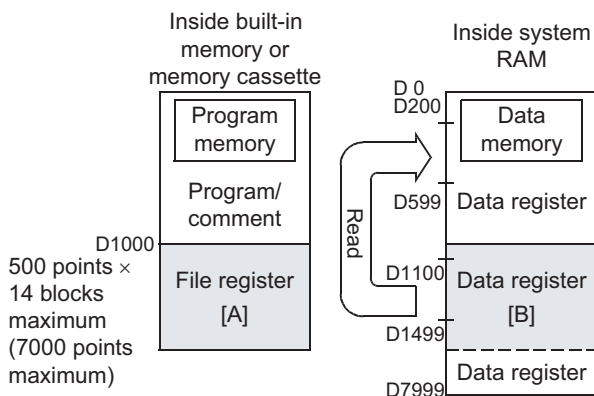 Inside built-in
memory or
memory cassette
Program
memory
Program/
comment
D1000
500 points ×
14 blocks
maximum
(7000 points
maximum)
File register
[A]
Inside system
RAM
D 0
D200
Data
memory
Read
D599
Data register
D1100
Data register
[B]
D1499
Data register
D7999